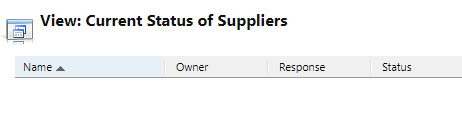 View: Current Status of Suppliers
Name Owner Response Status